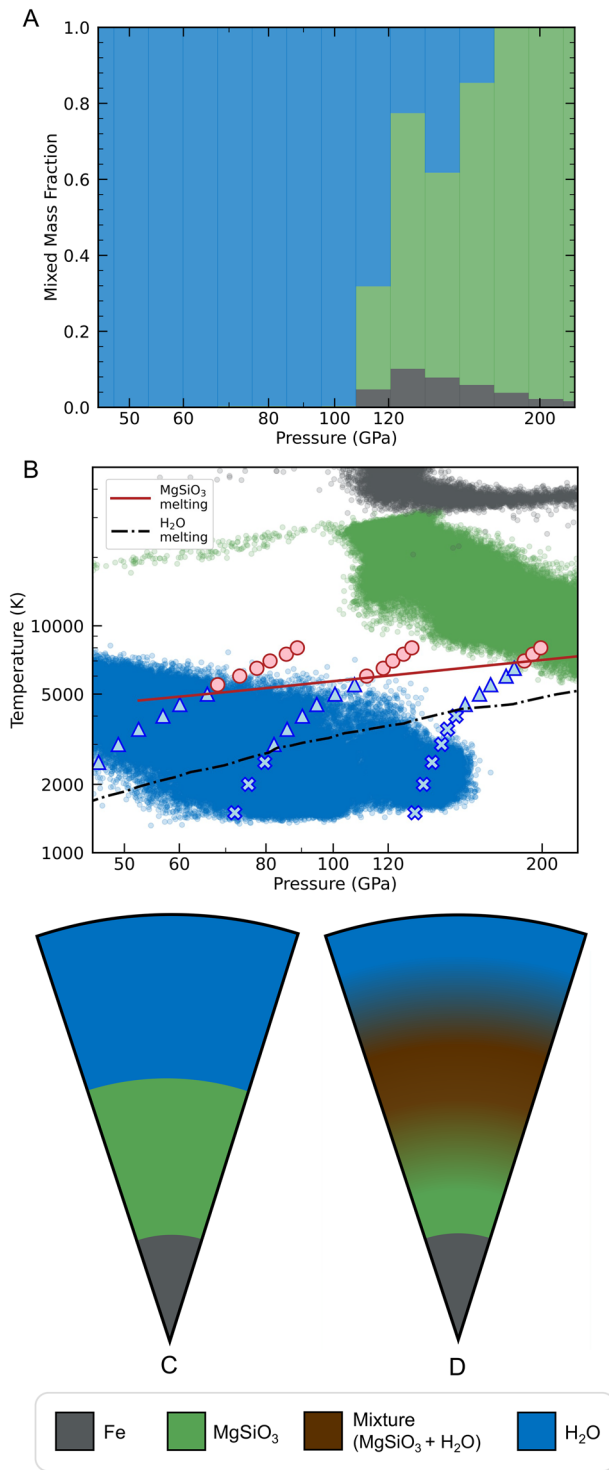 A
1.0
0.8
0.6
0.4
0.2
0.0
Mixed Mass Fraction
50
60
80
100
120
200
Pressure (GPa)
B
MgSiO₃
melting
H₂O
melting
10000
5000
2000
1000
Temperature (K)
50
60
80
100
120
200
Pressure (GPa)
C
D
Fe
MgSiO₃
Mixture
(MgSiO₃ + H₂O)
H₂O